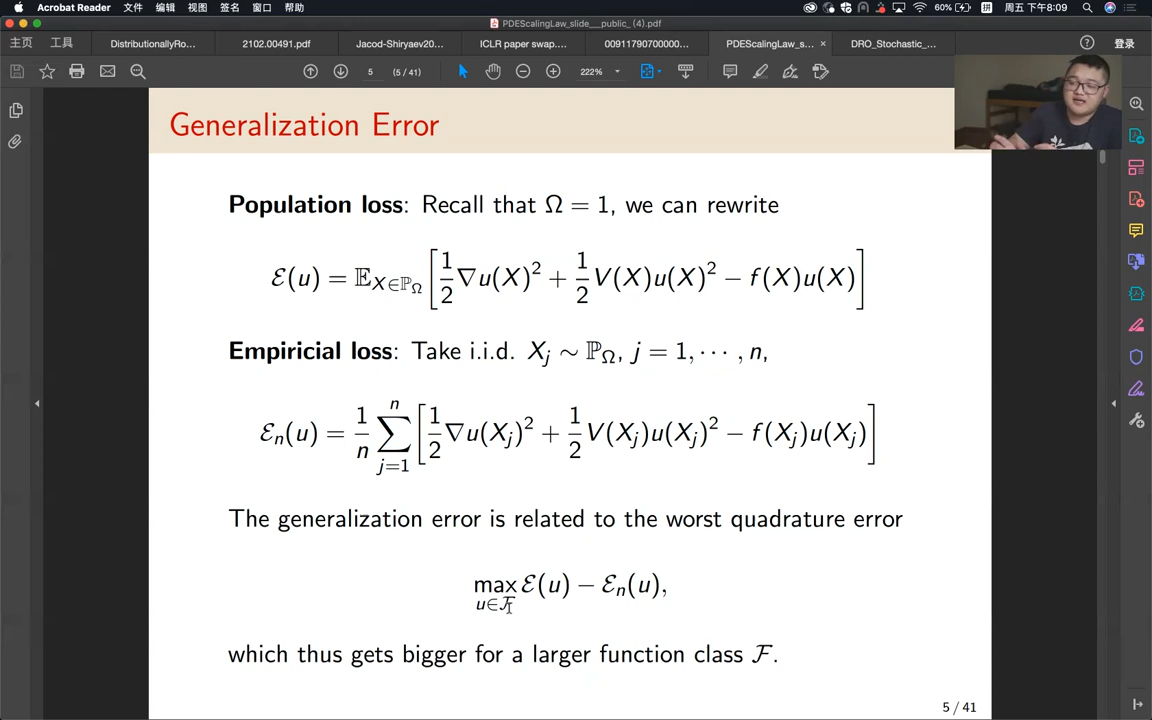 Acrobat Reader 文件 编辑 视图 签名 窗口 帮助 60% 拼 周五 下午8:09
PDEScalingLaw_slide__public_ (4).pdf
主页 工具 DistributionallyRo... 2102.00491.pdf Jacod-Shiryaev20... ICLR paper swap.... 00911790700000... PDEScalingLaw_s... × DRO_Stochastic_... 登录
5 (5 / 41) 222%
Generalization Error
Population loss: Recall that Ω = 1, we can rewrite
ℰ(u) = 𝔼_{X∈ℙ_Ω} [ 1/2 ∇u(X)² + 1/2 V(X)u(X)² − f(X)u(X) ]
Empiricial loss: Take i.i.d. X_j ∼ ℙ_Ω, j = 1, ⋯ , n,
ℰ_n(u) = 1/n ∑_{j=1}^{n} [ 1/2 ∇u(X_j)² + 1/2 V(X_j)u(X_j)² − f(X_j)u(X_j) ]
The generalization error is related to the worst quadrature error
max_{u∈ℱ} ℰ(u) − ℰ_n(u),
which thus gets bigger for a larger function class ℱ.
5 / 41